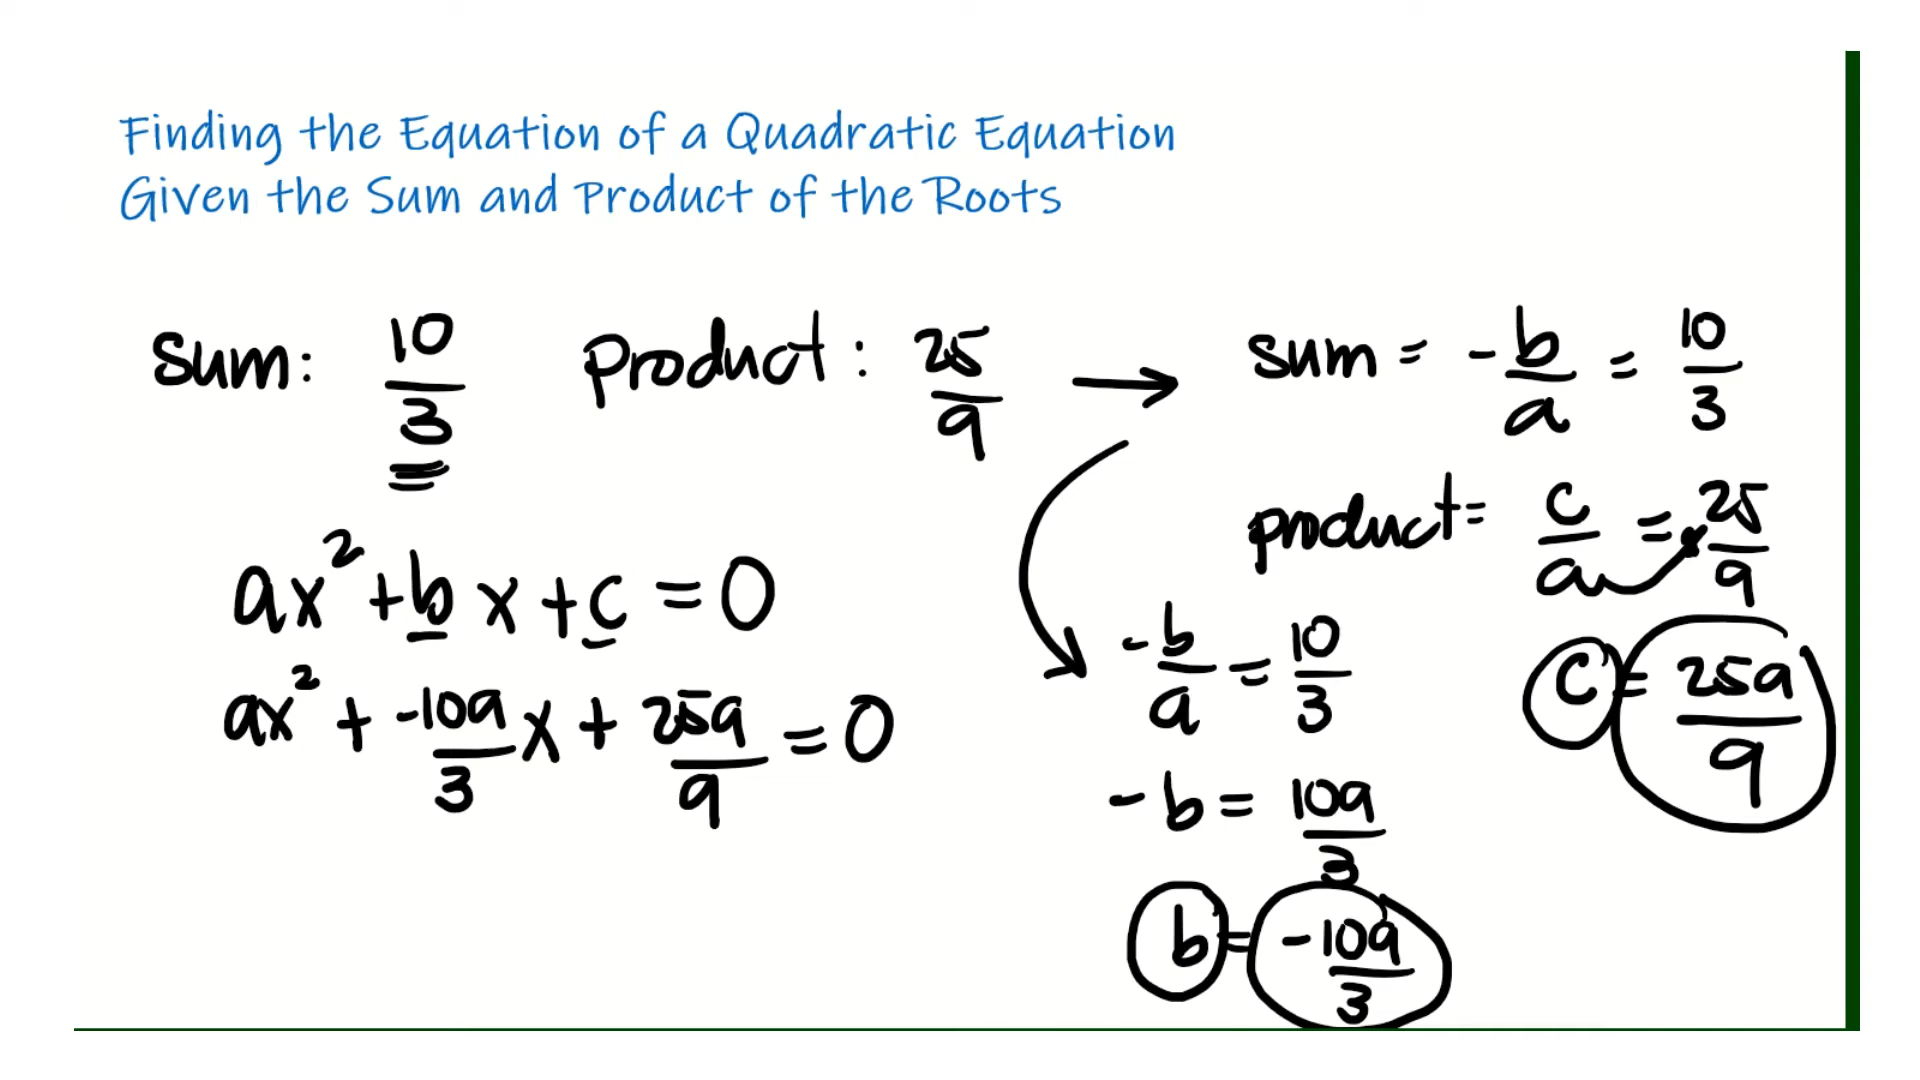 Finding the Equation of a Quadratic Equation
Given the Sum and Product of the Roots
sum: 10/3 product: 25/9 → sum = -b/a = 10/3
product = c/a = 25/9
ax² + bx + c = 0
ax² + -10a/3 x + 25a/9 = 0
-b/a = 10/3
-b = 10a/3
b = -10a/3
c = 25a/9